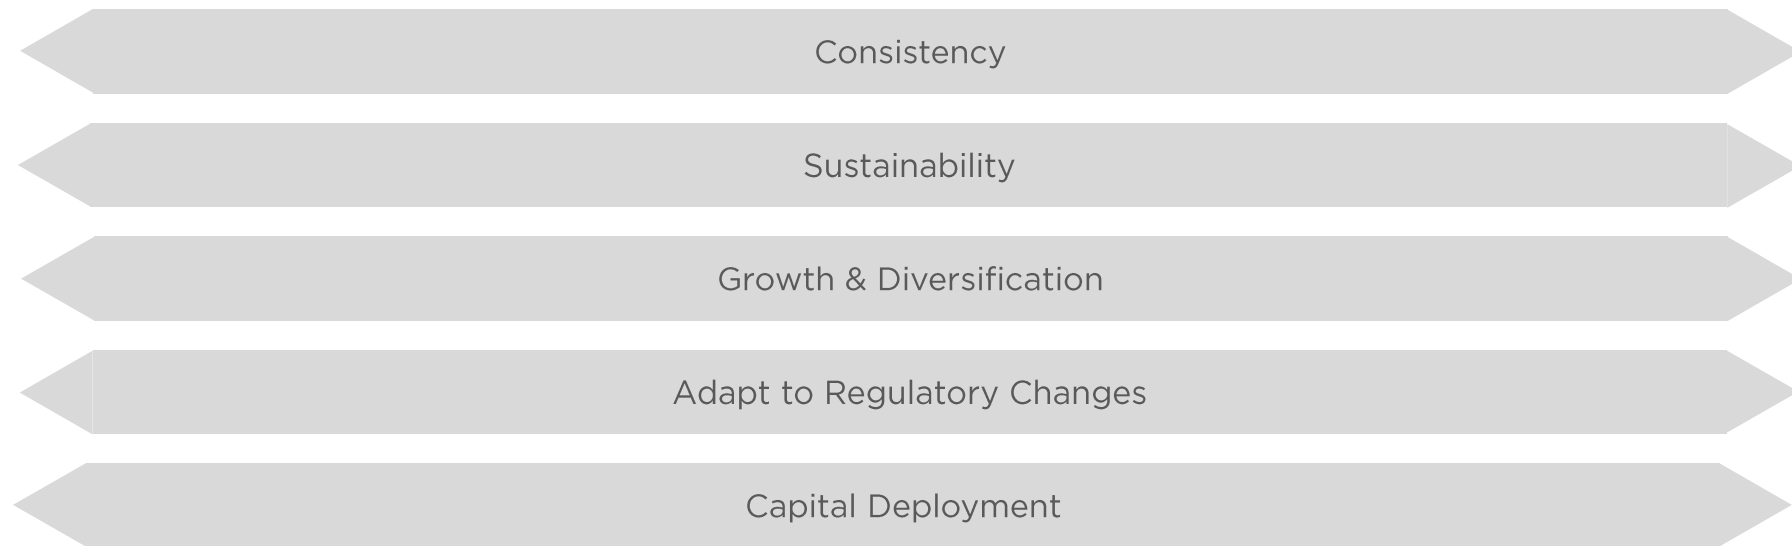 Consistency
Sustainability
Growth & Diversification
Adapt to Regulatory Changes
Capital Deployment